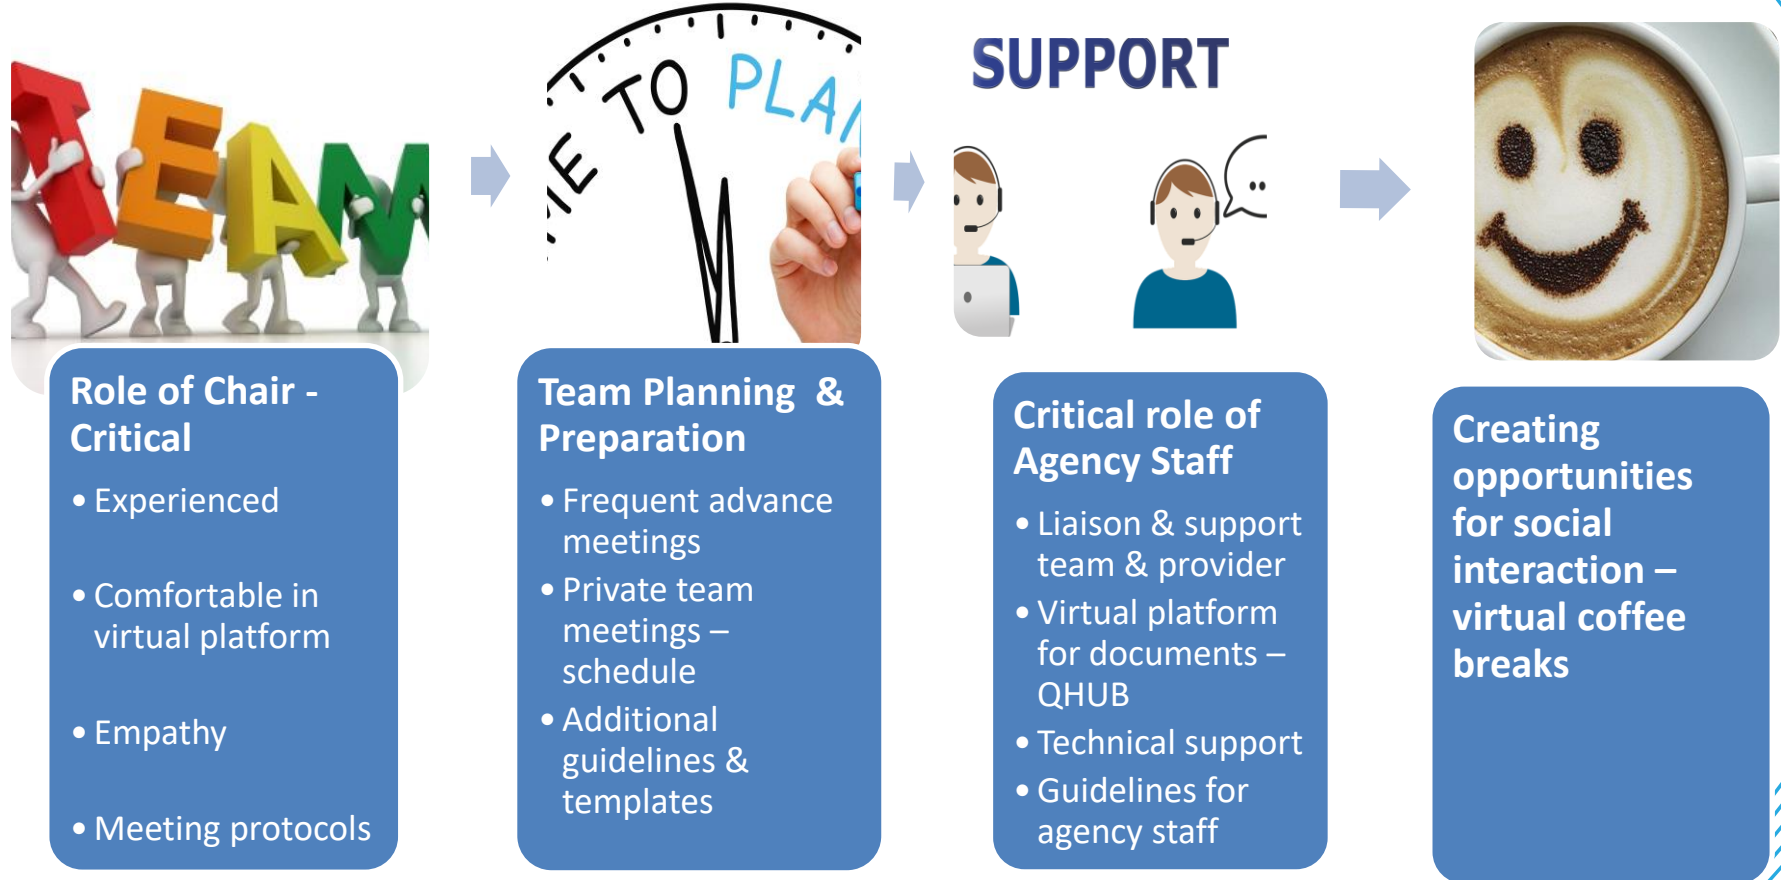 TEAM
TIME TO PLAN
SUPPORT
Role of Chair -
Critical
• Experienced
• Comfortable in
virtual platform
• Empathy
• Meeting protocols
Team Planning & 
Preparation
• Frequent advance
meetings
• Private team
meetings –
schedule
• Additional
guidelines &
templates
Critical role of
Agency Staff
• Liaison & support
team & provider
• Virtual platform
for documents –
QHUB
• Technical support
• Guidelines for
agency staff
Creating
opportunities
for social
interaction –
virtual coffee
breaks